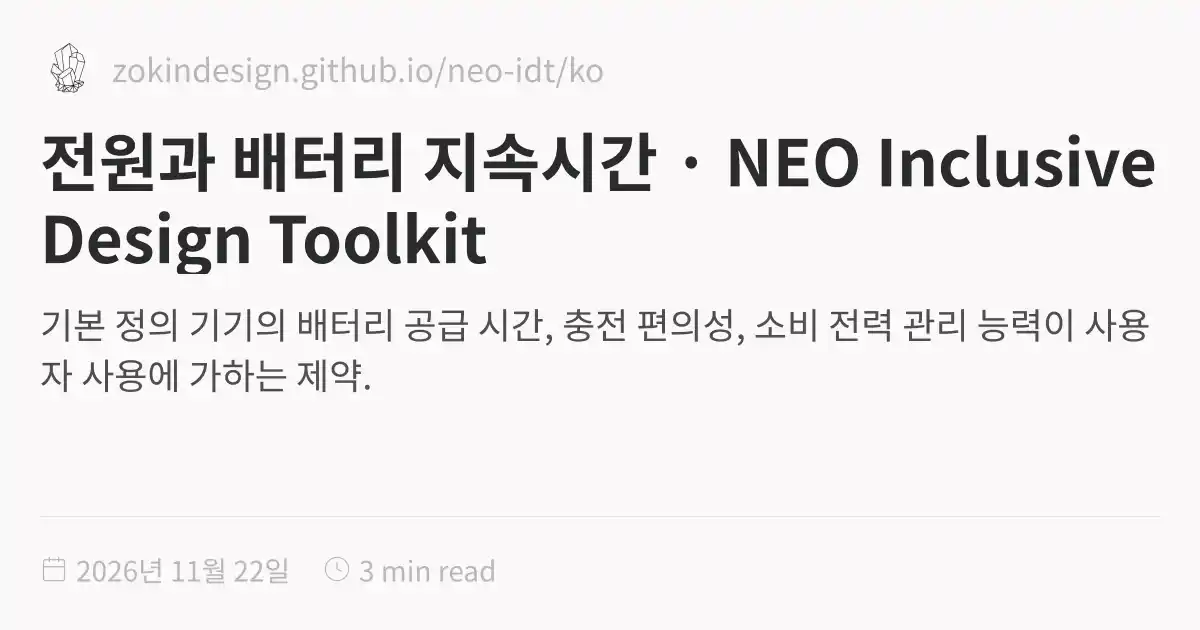 zokindesign.github.io/neo-idt/ko
전원과 배터리 지속시간 · NEO Inclusive
Design Toolkit
기본 정의 기기의 배터리 공급 시간, 충전 편의성, 소비 전력 관리 능력이 사용
자 사용에 가하는 제약.
2026년 11월 22일 3 min read